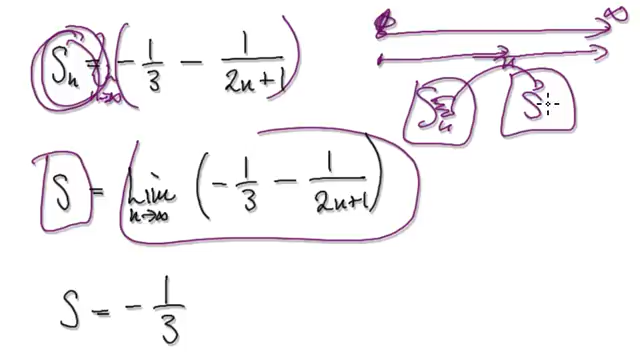 Sₙ = (-1/3 - 1/(2n+1))
n→∞
∞
n
Sₙ S
S = lim n→∞ (-1/3 - 1/(2n+1))
S = -1/3